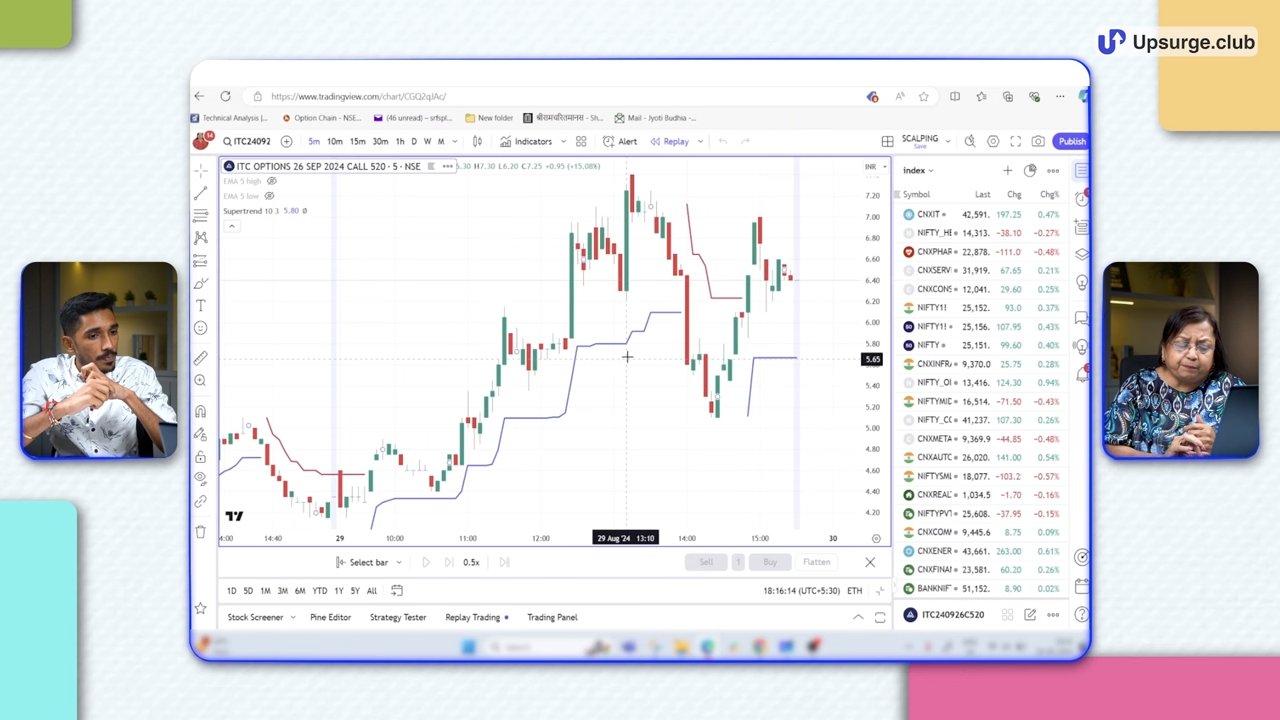 Upsurge.club
https://www.tradingview.com/chart/CGQ2qJAc/
Technical Analysis |...
Option Chain - NSE...
(46 unread) — srfspl...
New folder
श्रीरामचरितमानस - Sh...
Mail - Jyoti Budhia -...
14
ITC24092
5m 10m 15m 30m 1h D W M
Indicators
Alert
Replay
SCALPING
Save
Publish
ITC OPTIONS 26 SEP 2024 CALL 520 · 5 · NSE
H7.30 L6.20 C7.25 +0.95 (+15.08%)
INR
EMA 5 high
EMA 5 low
Supertrend 10 3 5.80 Ø
7.20
7.00
6.80
6.60
6.40
6.20
6.00
5.80
5.65
5.40
5.20
5.00
4.80
4.60
4.40
4.20
14:40
29
10:00
11:00
12:00
29 Aug '24 13:10
14:00
15:00
30
index
Symbol Last Chg Chg%
CNXIT 42,591. 197.25 0.47%
NIFTY_HE 14,313. -38.10 -0.27%
CNXPHAR 22,878. -111.0 -0.48%
CNXSERV 31,919. 67.65 0.21%
CNXCONS 12,041. 29.60 0.25%
NIFTY1! 25,152. 93.0 0.37%
NIFTY1! 25,156. 107.95 0.43%
NIFTY 25,151. 99.60 0.40%
CNXINFRA 9,370.0 25.75 0.28%
NIFTY_OI 13,416. 124.30 0.94%
NIFTYMID 16,514. -71.50 -0.43%
NIFTY_CO 41,237. 107.30 0.26%
CNXMETA 9,369.9 -44.85 -0.48%
CNXAUTO 26,020. 141.00 0.54%
NIFTYSML 18,077. -103.2 -0.57%
CNXREAL 1,034.5 -1.70 -0.16%
NIFTYPVT 25,608. -37.95 -0.15%
CNXCOM 9,445.6 8.75 0.09%
CNXENER 43,661. 263.00 0.61%
CNXFINAN 23,581. 60.20 0.26%
BANKNIFT 51,152. 8.90 0.02%
Select bar
0.5x
Sell 1 Buy Flatten
1D 5D 1M 3M 6M YTD 1Y 5Y All
18:16:14 (UTC+5:30) ETH
ITC240926C520
Stock Screener Pine Editor Strategy Tester Replay Trading Trading Panel